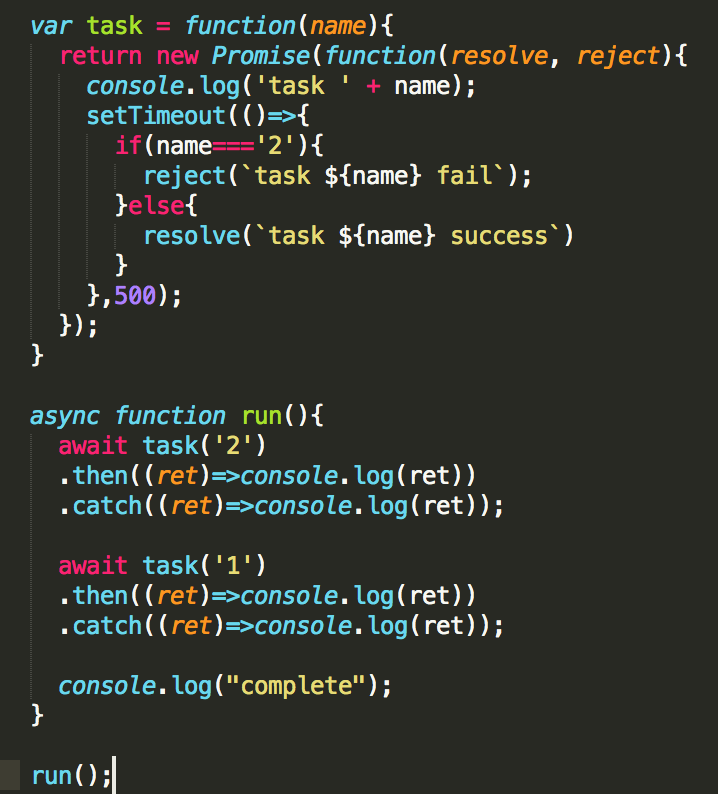 var task = function(name){
  return new Promise(function(resolve, reject){
    console.log('task ' + name);
    setTimeout(()=>{
      if(name==='2'){
        reject(`task ${name} fail`);
      }else{
        resolve(`task ${name} success`)
      }
    },500);
  });
}

async function run(){
  await task('2')
  .then((ret)=>console.log(ret))
  .catch((ret)=>console.log(ret));

  await task('1')
  .then((ret)=>console.log(ret))
  .catch((ret)=>console.log(ret));

  console.log("complete");
}

run();